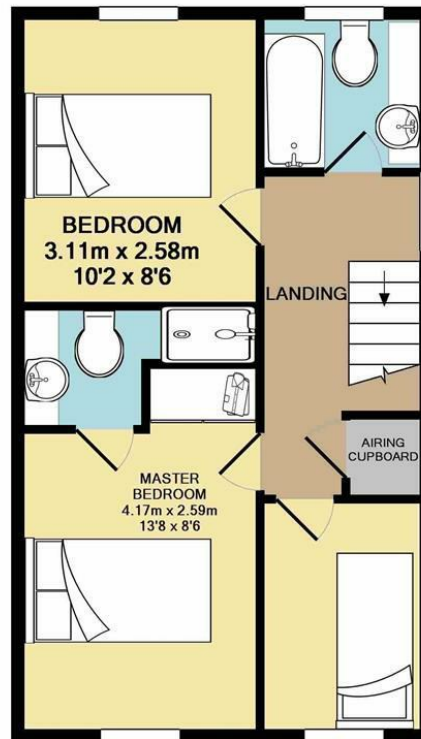 BEDROOM
3.11m x 2.58m
10'2 x 8'6
LANDING
AIRING
CUPBOARD
MASTER
BEDROOM
4.17m x 2.59m
13'8 x 8'6